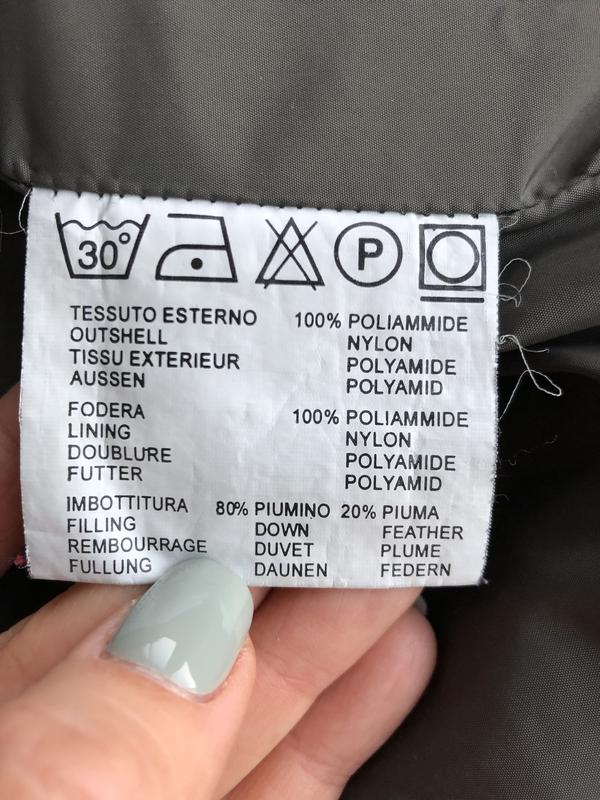 30°
P
TESSUTO ESTERNO 100% POLIAMMIDE
OUTSHELL NYLON
TISSU EXTERIEUR POLYAMIDE
AUSSEN POLYAMID
FODERA 100% POLIAMMIDE
LINING NYLON
DOUBLURE POLYAMIDE
FUTTER POLYAMID
IMBOTTITURA 80% PIUMINO 20% PIUMA
FILLING DOWN FEATHER
REMBOURRAGE DUVET PLUME
FULLUNG DAUNEN FEDERN